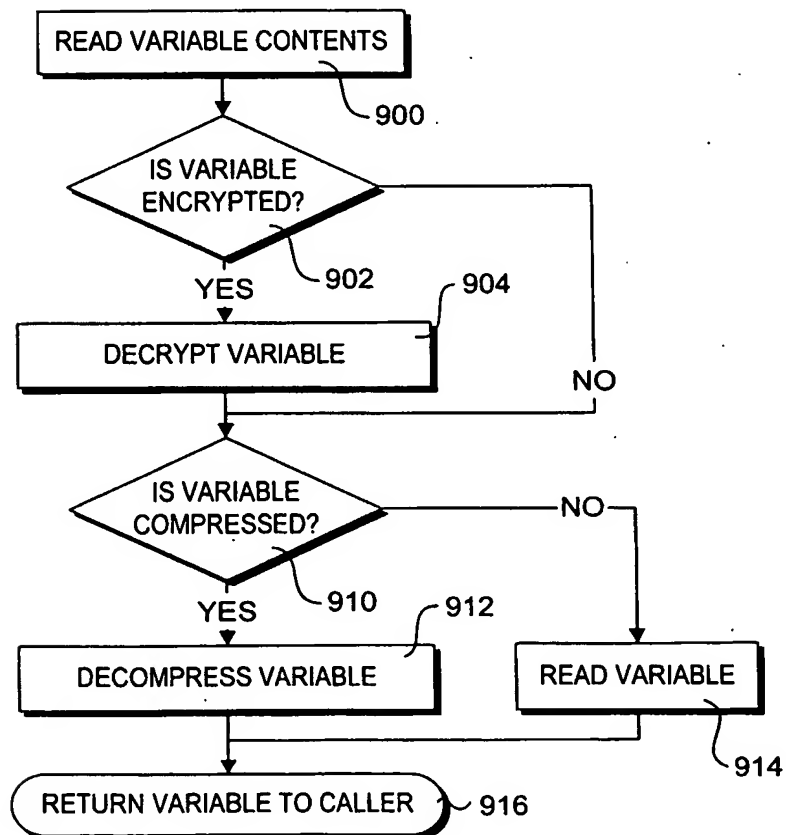 READ VARIABLE CONTENTS
900
IS VARIABLE
ENCRYPTED?
902
YES
904
DECRYPT VARIABLE
NO
IS VARIABLE
COMPRESSED?
NO
910
YES
912
DECOMPRESS VARIABLE
READ VARIABLE
914
RETURN VARIABLE TO CALLER
916